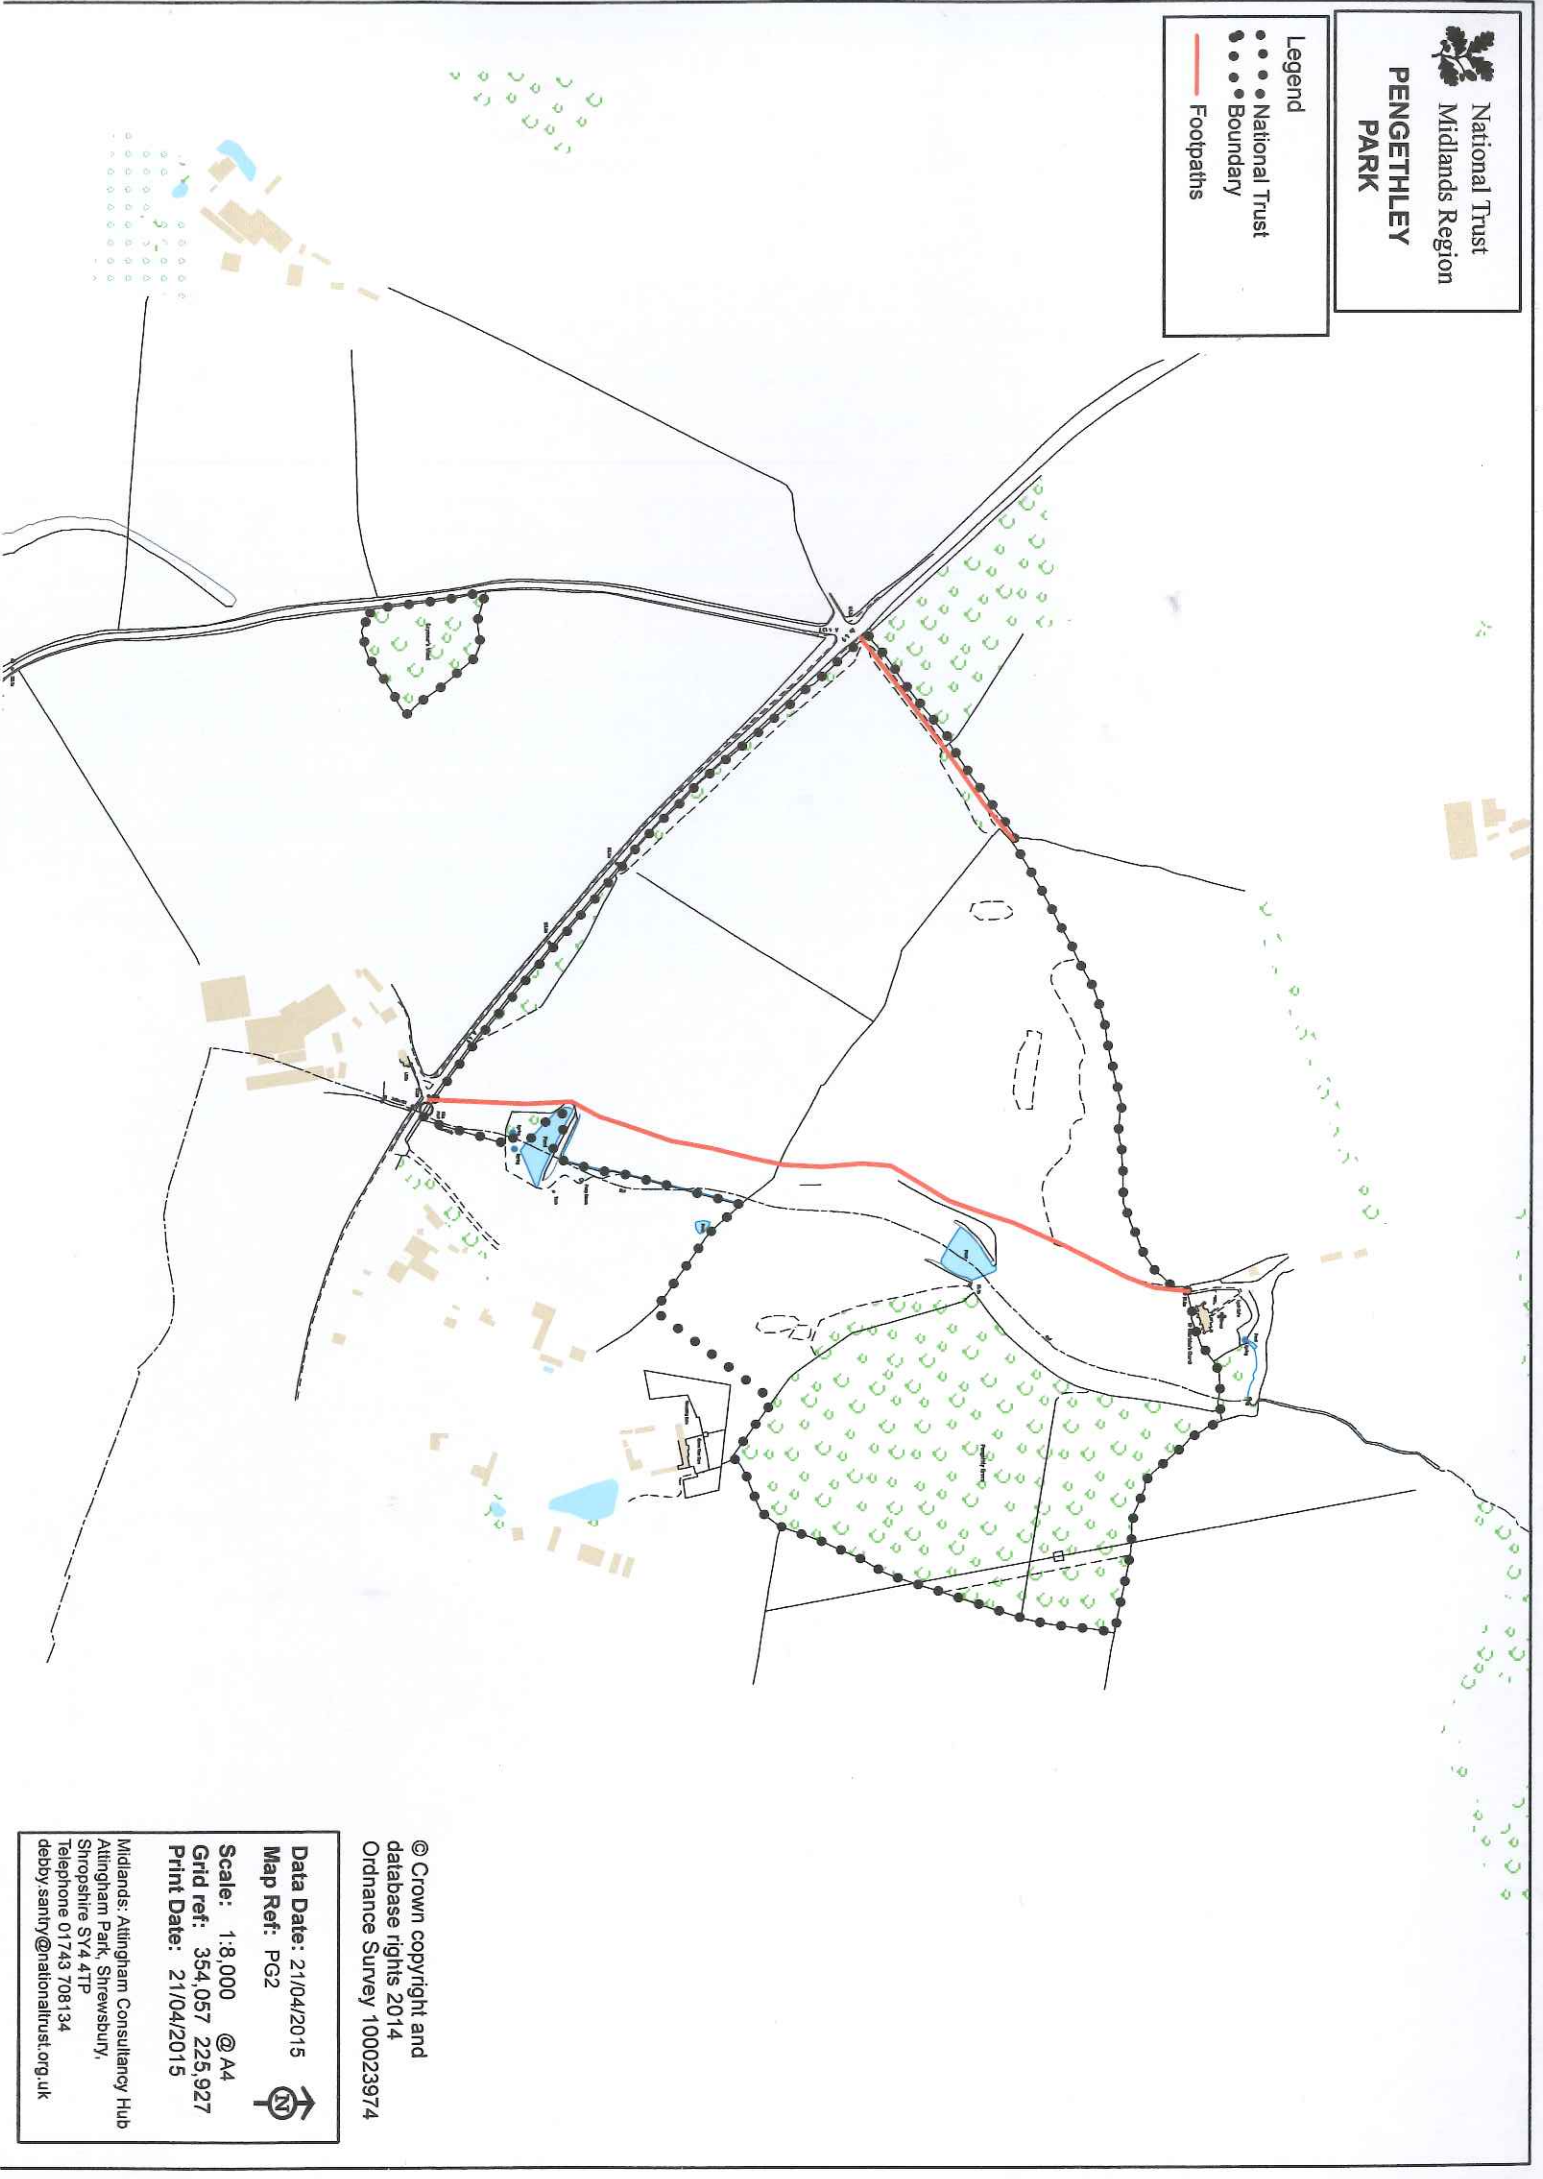 National Trust
Midlands Region
PENGETHLEY
PARK
Legend
National Trust
Boundary
Footpaths
Pond
Pond
© Crown copyright and
database rights 2014
Ordnance Survey 100023974
Data Date: 21/04/2015
Map Ref: PG2
N
Scale: 1:8,000 @A4
Grid ref: 354,057 225,927
Print Date: 21/04/2015
Midlands: Attingham Consultancy Hub
Attingham Park, Shrewsbury,
Shropshire SY4 4TP
Telephone 01743 708134
debby.santry@nationaltrust.org.uk